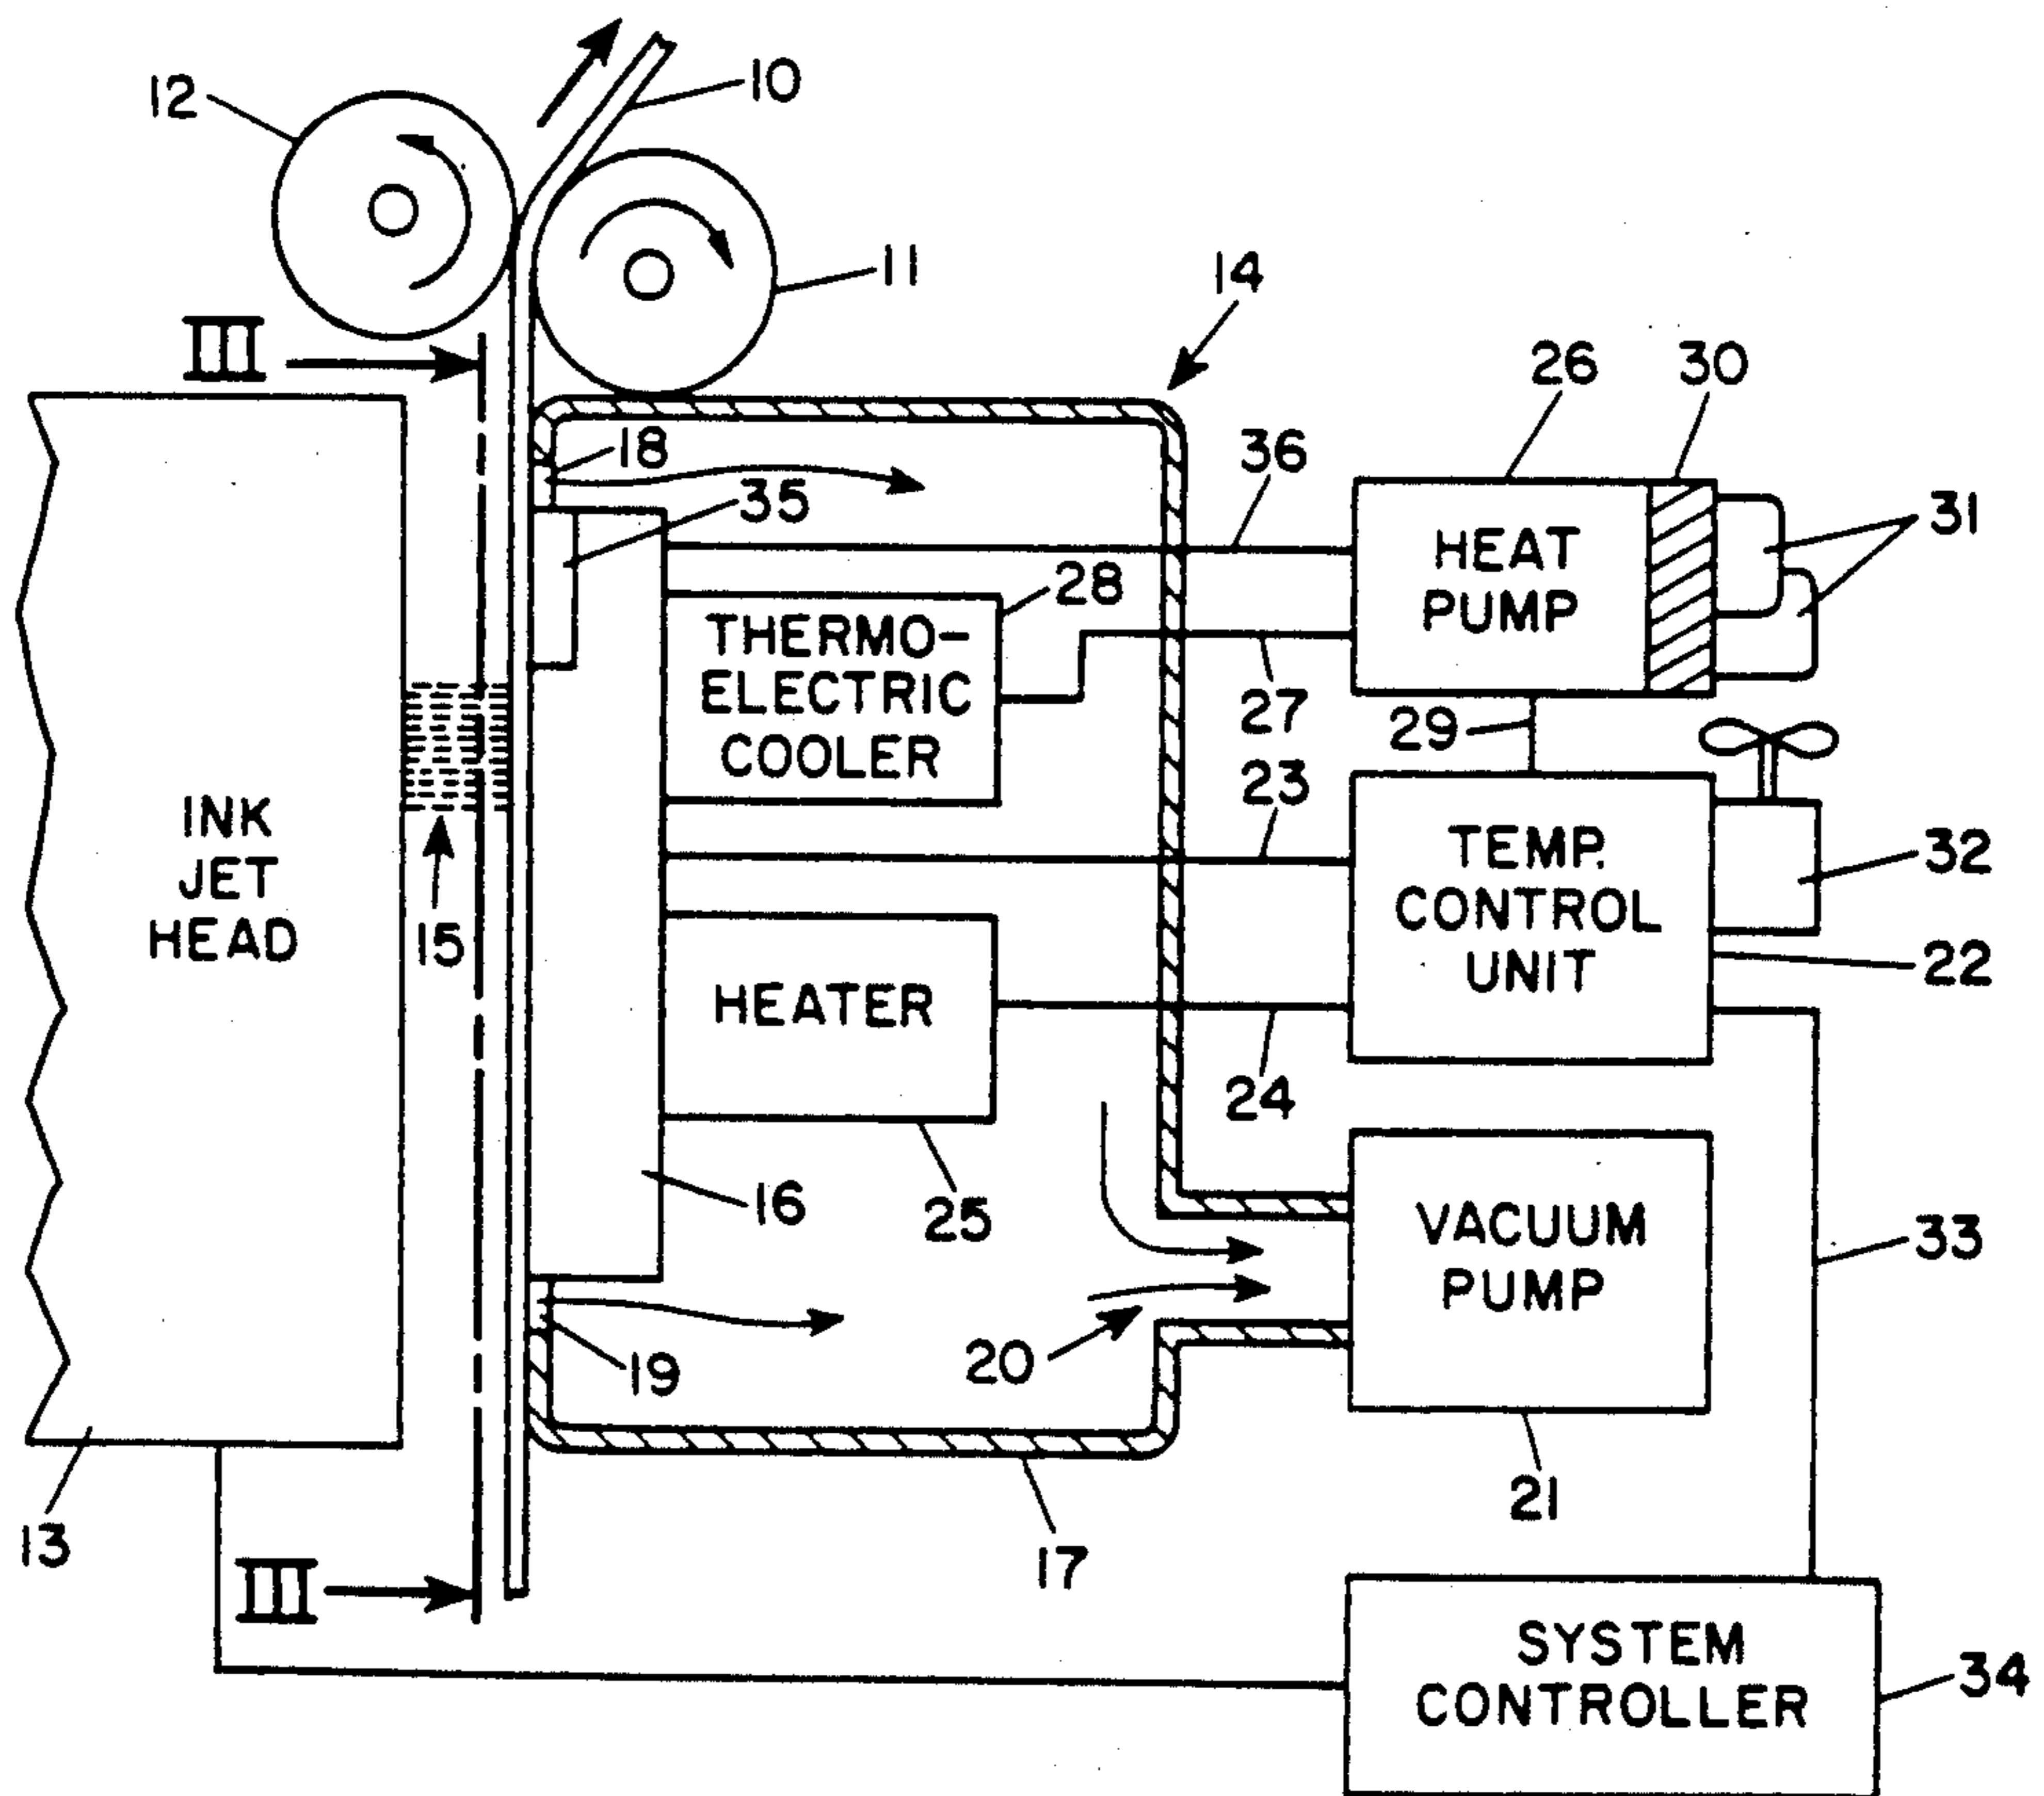 12
10
11
III
14
26
30
18
36
35
31
HEAT
PUMP
28
THERMO-
ELECTRIC
COOLER
27
29
23
INK
JET
HEAD
15
TEMP.
CONTROL
UNIT
32
22
HEATER
24
16
25
VACUUM
PUMP
33
20
19
21
13
17
III
SYSTEM
CONTROLLER
34